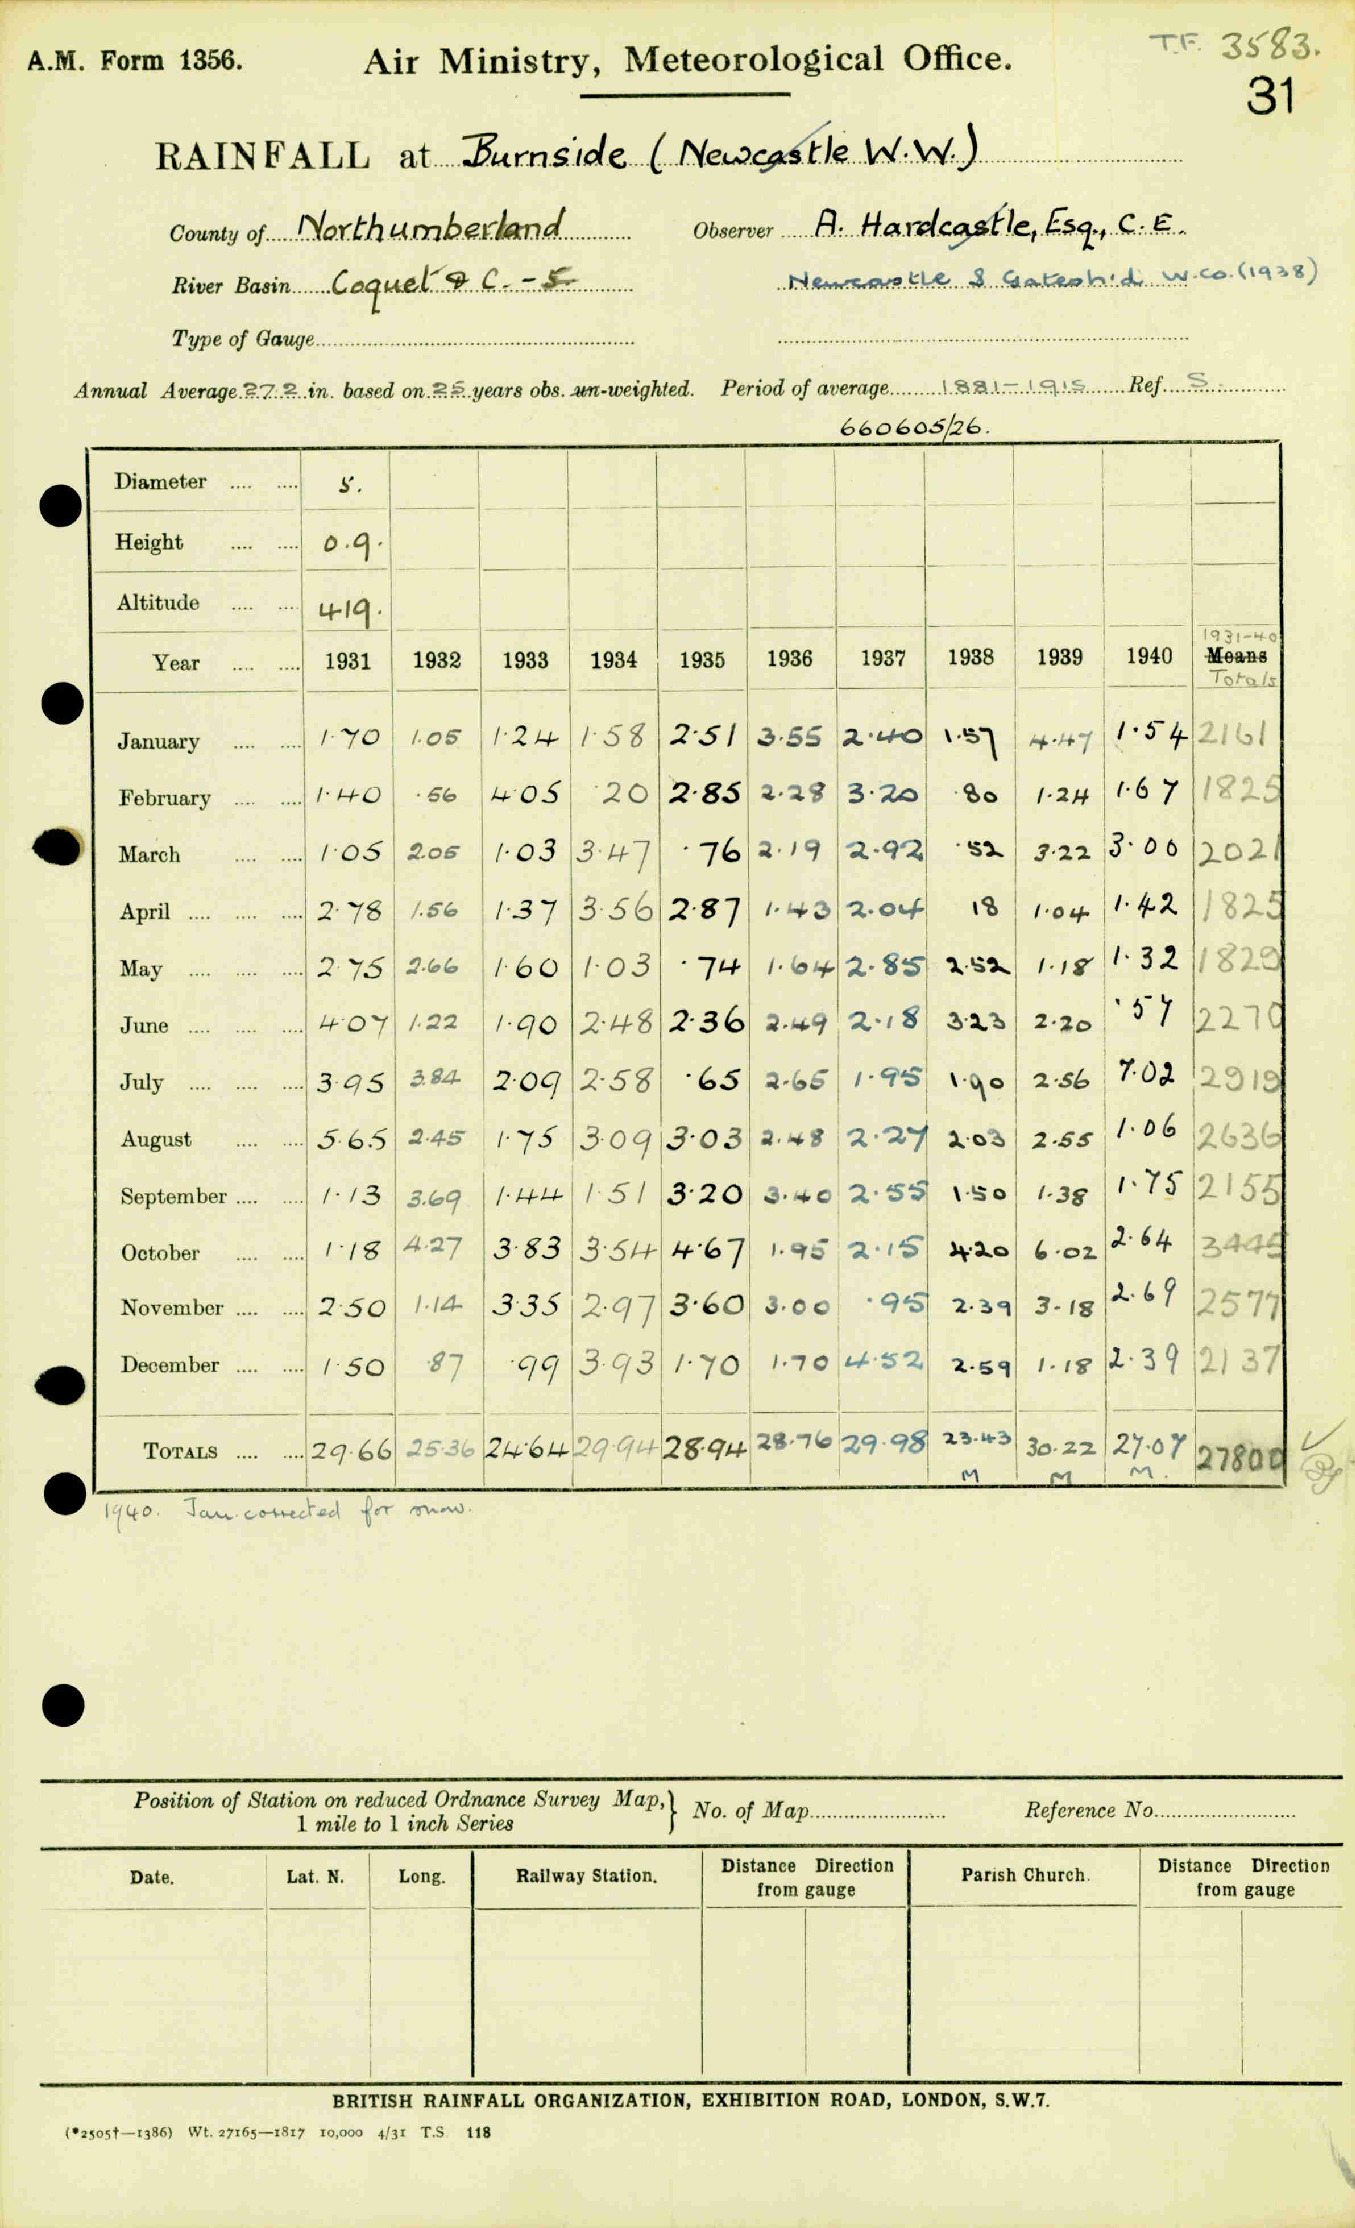 T.F. 3583.
A.M. Form 1356. Air Ministry, Meteorological Office.
31
RAINFALL at Burnside (Newcastle W.W.)
County of Northumberland Observer A. Hardcastle, Esq., C.E.
River Basin Coquet & C. - 5 Newcastle & Gateshd W. Co. (1938)
Type of Gauge
Annual Average 27.2 in. based on 25 years obs. un-weighted. Period of average 1881-1915 Ref. S.
660605/26.
Diameter .... .... 5.
Height .... .... 0.9.
Altitude .... .... 419.
1931-40
Year .... .... 1931 1932 1933 1934 1935 1936 1937 1938 1939 1940 Means
Totals
January .... .... 1.70 1.05 1.24 1.58 2.51 3.55 2.40 1.57 4.47 1.54 2161
February .... .... 1.40 .56 4.05 .20 2.85 2.28 3.20 .80 1.24 1.67 1825
March .... .... 1.05 2.05 1.03 3.47 .76 2.19 2.92 .52 3.22 3.00 2021
April .... .... .... 2.78 1.56 1.37 3.56 2.87 1.43 2.04 18 1.04 1.42 1825
May .... .... .... 2.75 2.66 1.60 1.03 .74 1.64 2.85 2.52 1.18 1.32 1829
June .... .... .... 4.07 1.22 1.90 2.48 2.36 2.49 2.18 3.23 2.20 .57 2270
July .... .... .... 3.95 3.84 2.09 2.58 .65 2.65 1.95 1.90 2.56 7.02 2919
August .... .... 5.65 2.45 1.75 3.09 3.03 2.48 2.27 2.03 2.55 1.06 2636
September .... .... 1.13 3.69 1.44 1.51 3.20 3.40 2.55 1.50 1.38 1.75 2155
October .... .... 1.18 4.27 3.83 3.54 4.67 1.95 2.15 4.20 6.02 2.64 3445
November .... .... 2.50 1.14 3.35 2.97 3.60 3.00 .95 2.39 3.18 2.69 2577
December .... .... 1.50 .87 .99 3.93 1.70 1.70 4.52 2.59 1.18 2.39 2137
TOTALS .... .... 29.66 25.36 24.64 29.94 28.94 28.76 29.98 23.43 30.22 27.07 27800
M M M.
1940. Jan. corrected for snow.
Position of Station on reduced Ordnance Survey Map, } No. of Map Reference No.
1 mile to 1 inch Series
Date. Lat. N. Long. Railway Station. Distance Direction from gauge Parish Church. Distance Direction from gauge
BRITISH RAINFALL ORGANIZATION, EXHIBITION ROAD, LONDON, S.W.7.
(*2505†—1386) Wt. 27165—1817 10,000 4/31 T.S. 118